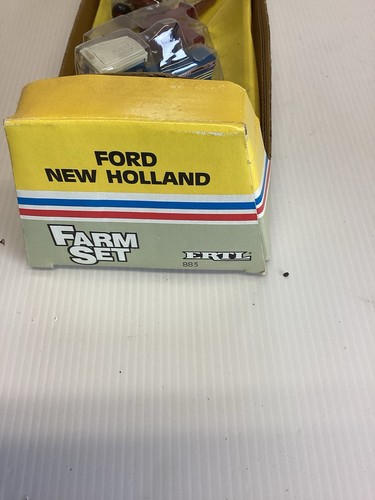 FORD
NEW HOLLAND
FARM
SET
ERTL
885